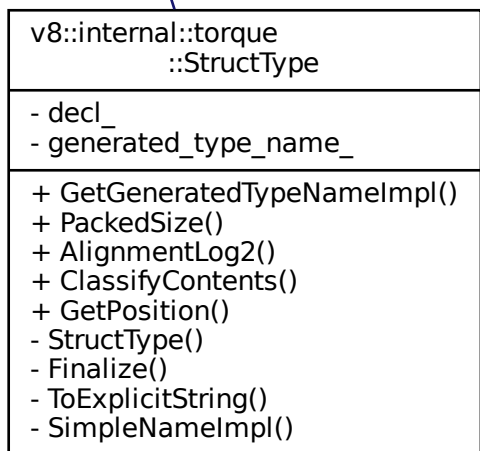 v8::internal::torque
::StructType
- decl_
- generated_type_name_
+ GetGeneratedTypeNameImpl()
+ PackedSize()
+ AlignmentLog2()
+ ClassifyContents()
+ GetPosition()
- StructType()
- Finalize()
- ToExplicitString()
- SimpleNameImpl()